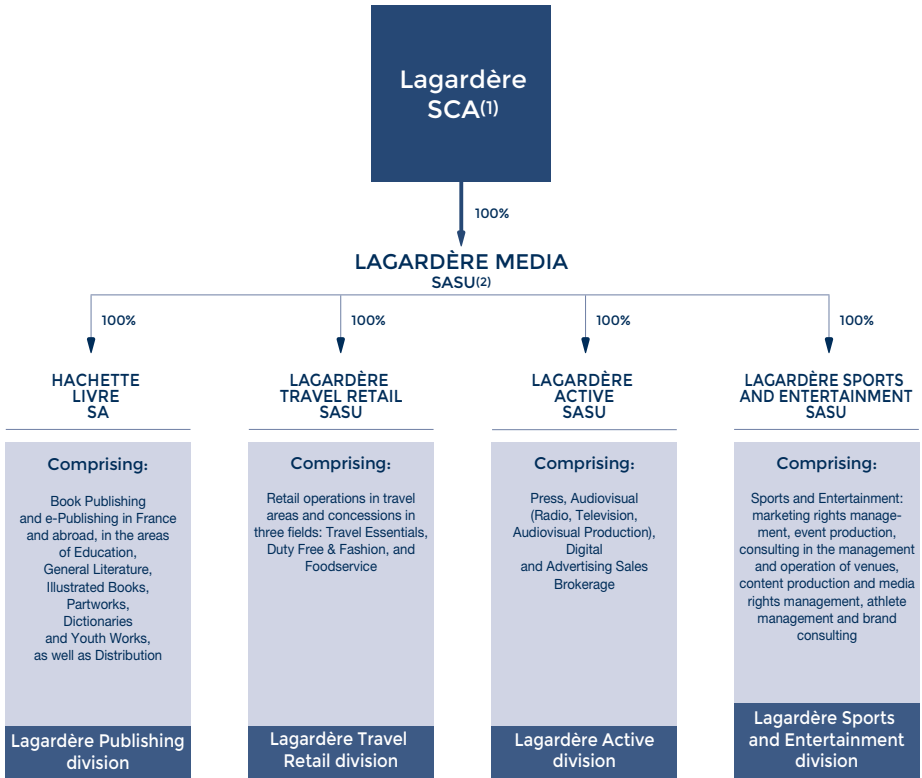 Lagardère
SCA(1)
100%
LAGARDÈRE MEDIA
SASU(2)
100%
100%
100%
100%
HACHETTE
LIVRE
SA
Comprising:
Book Publishing
and e-Publishing in France
and abroad, in the areas
of Education,
General Literature,
Illustrated Books,
Partworks,
Dictionaries
and Youth Works,
as well as Distribution
Lagardère Publishing
division
LAGARDÈRE
TRAVEL RETAIL
SASU
Comprising:
Retail operations in travel
areas and concessions in
three fields: Travel Essentials,
Duty Free & Fashion, and
Foodservice
Lagardère Travel
Retail division
LAGARDÈRE
ACTIVE
SASU
Comprising:
Press, Audiovisual
(Radio, Television,
Audiovisual Production),
Digital
and Advertising Sales
Brokerage
Lagardère Active
division
LAGARDÈRE SPORTS
AND ENTERTAINMENT
SASU
Comprising:
Sports and Entertainment:
marketing rights manage-
ment, event production,
consulting in the management
and operation of venues,
content production and media
rights management, athlete
management and brand
consulting
Lagardère Sports
and Entertainment
division